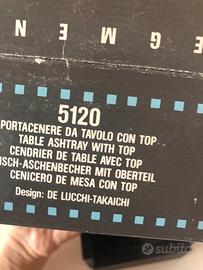 E N E M G E
5120
PORTACENERE DA TAVOLO CON TOP
TABLE ASHTRAY WITH TOP
CENDRIER DE TABLE AVEC TOP
ISCH-ASCHENBECHER MIT OBERTEIL
CENICERO DE MESA CON TOP
Design: DE LUCCHI-TAKAICHI
subito